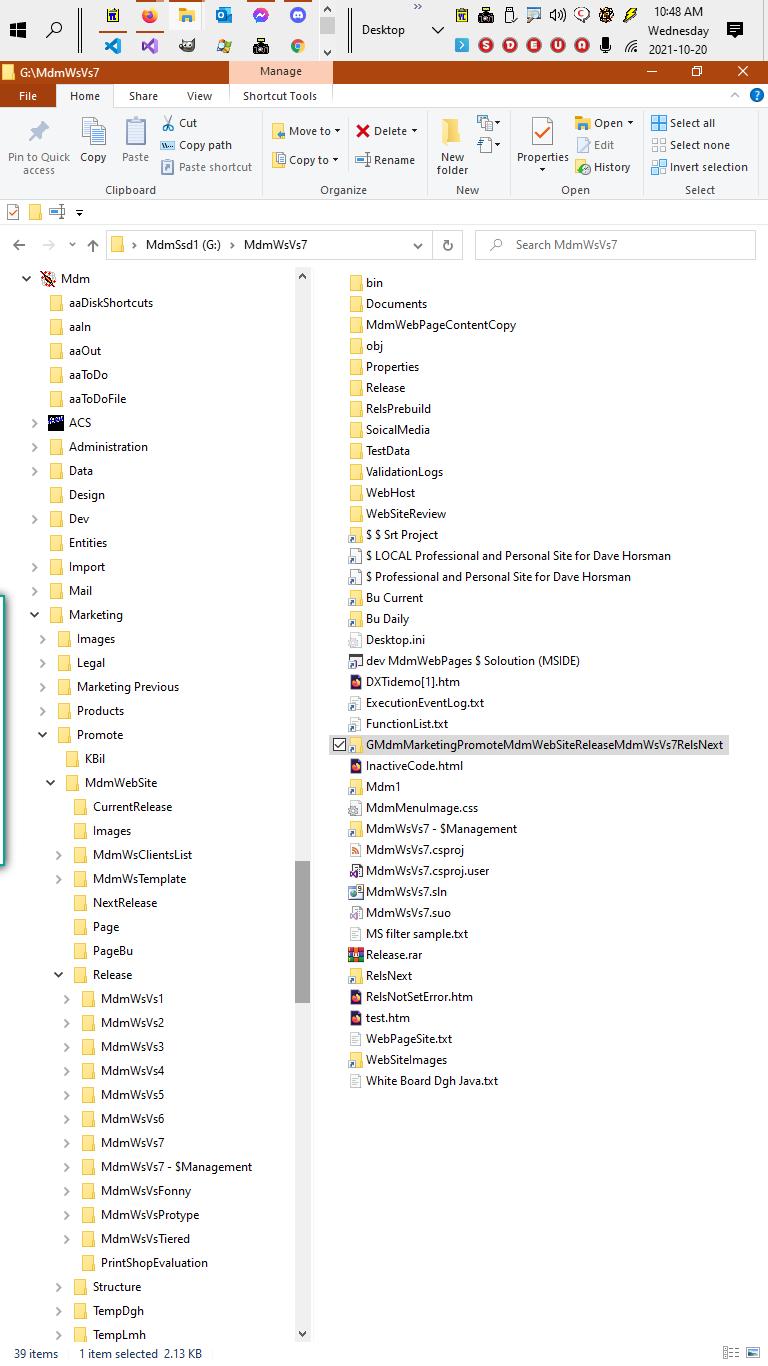 Desktop
10:48 AM
Wednesday
2021-10-20
S D E U A
G:\MdmWsVs7
Manage
File Home Share View Shortcut Tools
Pin to Quick access
Copy
Paste
Cut
Copy path
Paste shortcut
Move to
Copy to
Delete
Rename
New folder
Properties
Open
Edit
History
Select all
Select none
Invert selection
Clipboard Organize New Open Select
MdmSsd1 (G:) > MdmWsVs7
Search MdmWsVs7
Mdm
aaDiskShortcuts
aaIn
aaOut
aaToDo
aaToDoFile
ACS
Administration
Data
Design
Dev
Entities
Import
Mail
Marketing
Images
Legal
Marketing Previous
Products
Promote
KBil
MdmWebSite
CurrentRelease
Images
MdmWsClientsList
MdmWsTemplate
NextRelease
Page
PageBu
Release
MdmWsVs1
MdmWsVs2
MdmWsVs3
MdmWsVs4
MdmWsVs5
MdmWsVs6
MdmWsVs7
MdmWsVs7 - $Management
MdmWsVsFonny
MdmWsVsProtype
MdmWsVsTiered
PrintShopEvaluation
Structure
TempDgh
TempLmh
bin
Documents
MdmWebPageContentCopy
obj
Properties
Release
RelsPrebuild
SoicalMedia
TestData
ValidationLogs
WebHost
WebSiteReview
$ $ Srt Project
$ LOCAL Professional and Personal Site for Dave Horsman
$ Professional and Personal Site for Dave Horsman
Bu Current
Bu Daily
Desktop.ini
dev MdmWebPages $ Soloution (MSIDE)
DXTidemo[1].htm
ExecutionEventLog.txt
FunctionList.txt
GMdmMarketingPromoteMdmWebSiteReleaseMdmWsVs7RelsNext
InactiveCode.html
Mdm1
MdmMenuImage.css
MdmWsVs7 - $Management
MdmWsVs7.csproj
MdmWsVs7.csproj.user
MdmWsVs7.sln
MdmWsVs7.suo
MS filter sample.txt
Release.rar
RelsNext
RelsNotSetError.htm
test.htm
WebPageSite.txt
WebSiteImages
White Board Dgh Java.txt
39 items 1 item selected 2.13 KB